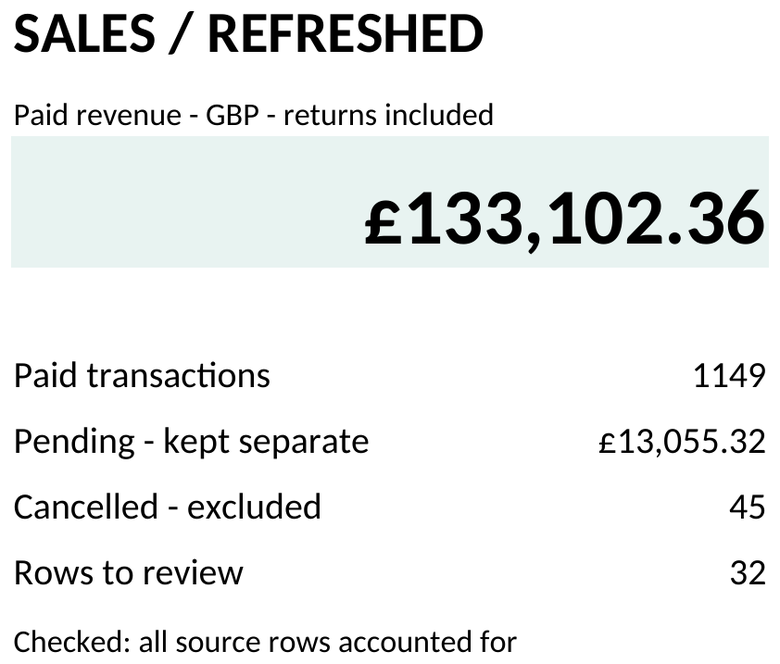 SALES / REFRESHED
Paid revenue - GBP - returns included
£133,102.36
Paid transactions 1149
Pending - kept separate £13,055.32
Cancelled - excluded 45
Rows to review 32
Checked: all source rows accounted for